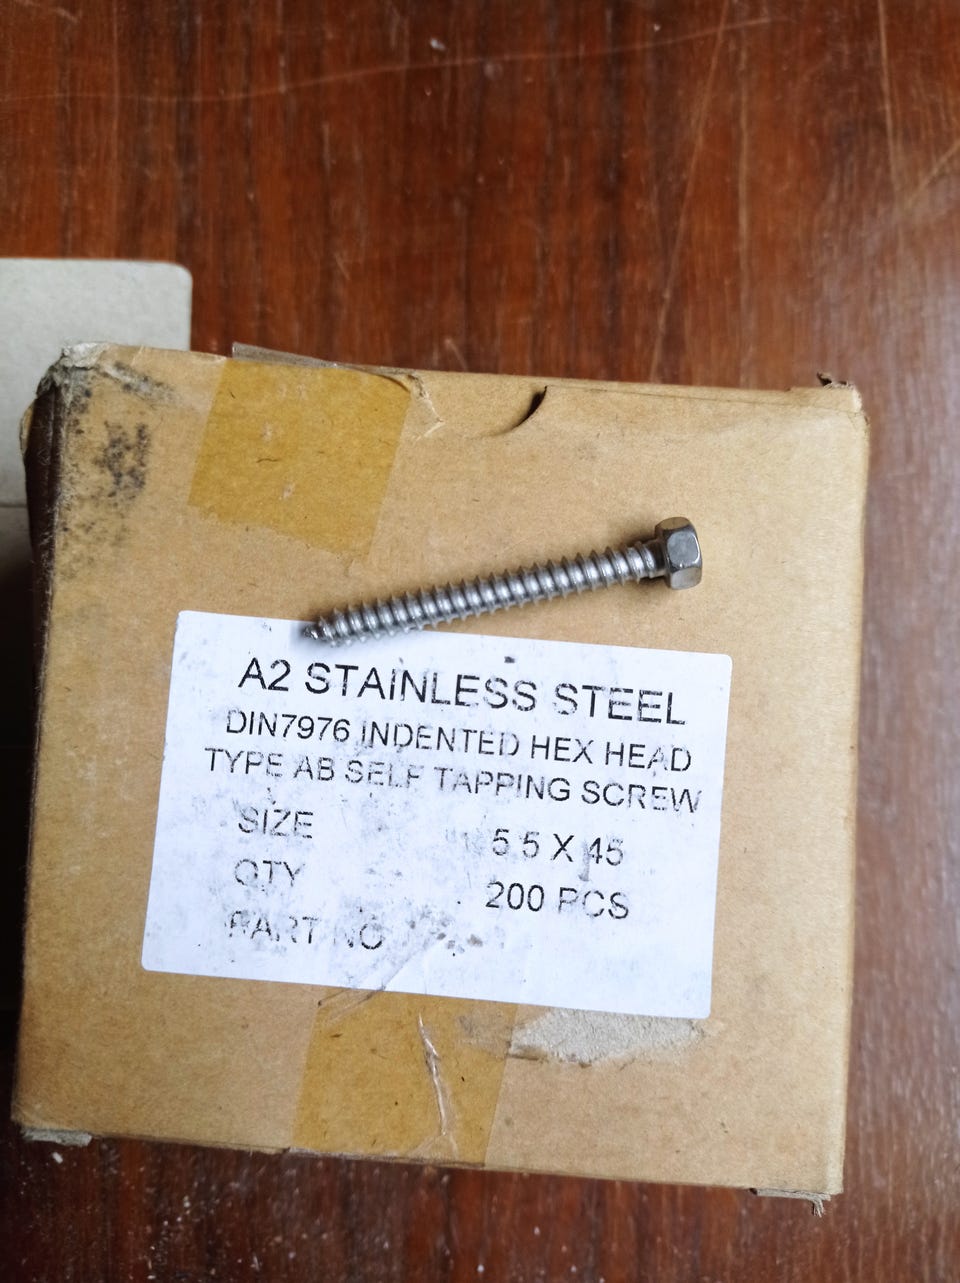 A2 STAINLESS STEEL
DIN7976 INDENTED HEX HEAD
TYPE AB SELF TAPPING SCREW
SIZE 5.5 X 45
QTY 200 PCS
PART NO